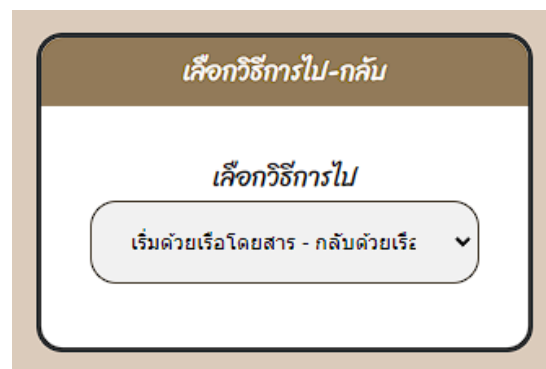 เลือกวิธีการไป-กลับ
เลือกวิธีการไป
เริ่มด้วยเรือโดยสาร - กลับด้วย